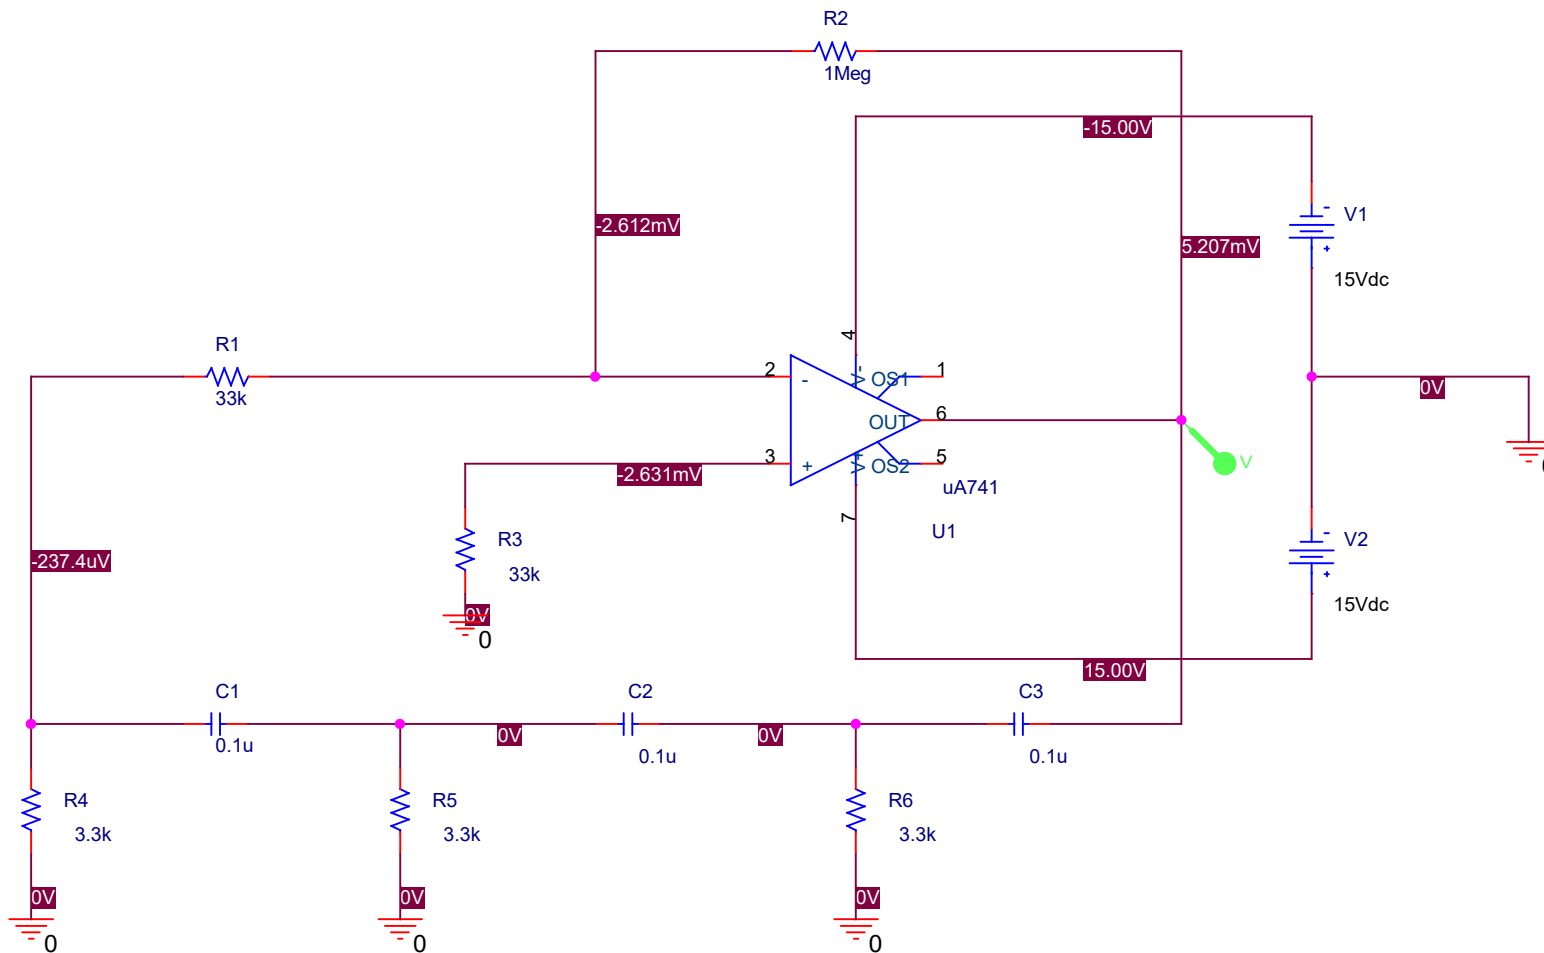 R2
1Meg
-15.00V
-
V1
+
15Vdc
-2.612mV
5.207mV
R1
33k
4
2
-
V-
OS1
1
OUT
6
0V
3
+
V+
OS2
5
V
-2.631mV
uA741
7
U1
R3
33k
0V
0
-
V2
+
15Vdc
0
-237.4uV
15.00V
C1
0.1u
C2
0.1u
C3
0.1u
0V
0V
R4
3.3k
R5
3.3k
R6
3.3k
0V
0V
0V
0
0
0